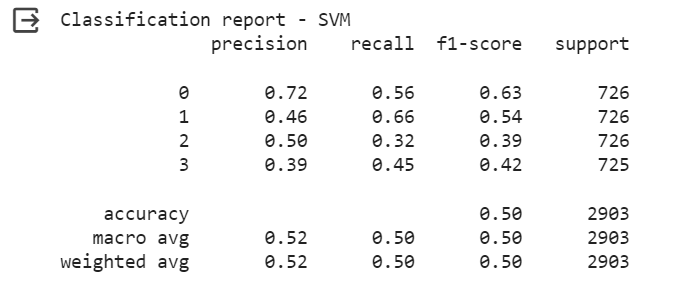 Classification report - SVM
precision recall f1-score support
0 0.72 0.56 0.63 726
1 0.46 0.66 0.54 726
2 0.50 0.32 0.39 726
3 0.39 0.45 0.42 725
accuracy 0.50 2903
macro avg 0.52 0.50 0.50 2903
weighted avg 0.52 0.50 0.50 2903